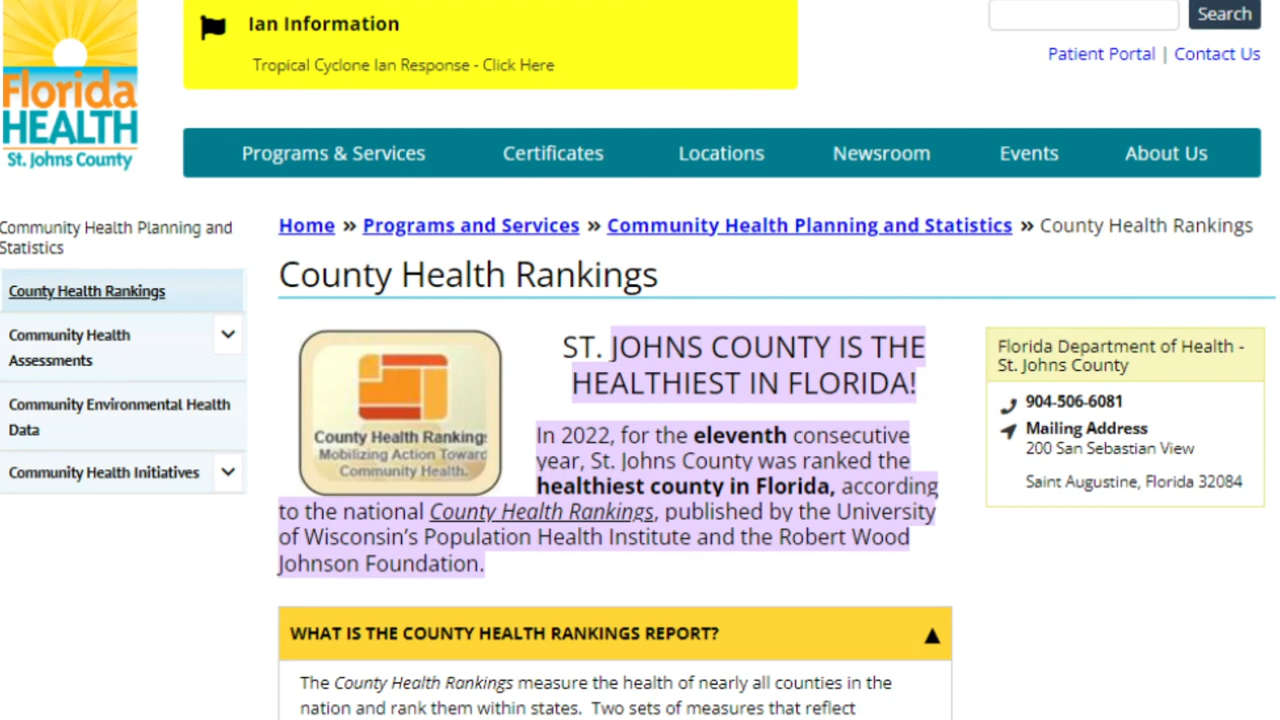 Florida
HEALTH
St. Johns County
Ian Information
Tropical Cyclone Ian Response - Click Here
Search
Patient Portal | Contact Us
Programs & Services
Certificates
Locations
Newsroom
Events
About Us
Community Health Planning and
Statistics
County Health Rankings
Community Health
Assessments
Community Environmental Health
Data
Community Health Initiatives
Home » Programs and Services » Community Health Planning and Statistics » County Health Rankings
County Health Rankings
County Health Rankings
Mobilizing Action Toward
Community Health.
ST. JOHNS COUNTY IS THE
HEALTHIEST IN FLORIDA!
In 2022, for the eleventh consecutive
year, St. Johns County was ranked the
healthiest county in Florida, according
to the national County Health Rankings, published by the University
of Wisconsin's Population Health Institute and the Robert Wood
Johnson Foundation.
WHAT IS THE COUNTY HEALTH RANKINGS REPORT?
The County Health Rankings measure the health of nearly all counties in the
nation and rank them within states. Two sets of measures that reflect
Florida Department of Health -
St. Johns County
904-506-6081
Mailing Address
200 San Sebastian View
Saint Augustine, Florida 32084